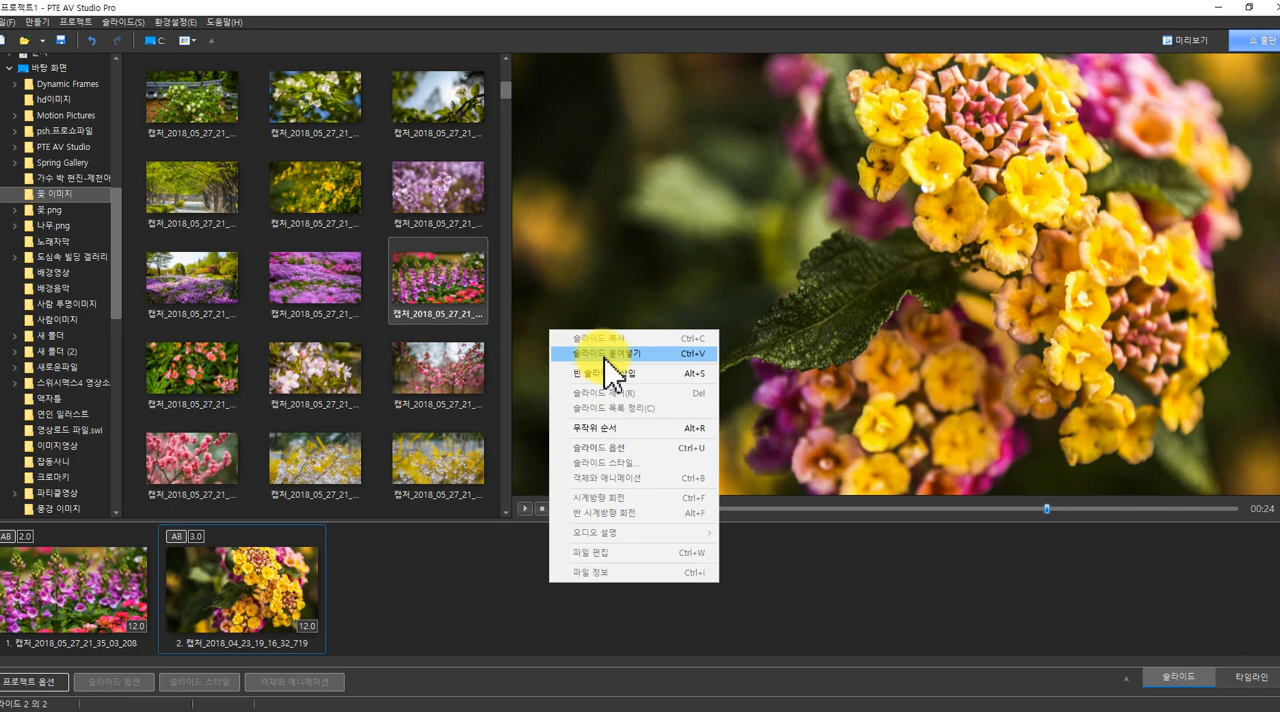 프로젝트1 - PTE AV Studio Pro
일(F) 만들기 프로젝트 슬라이드(S) 환경설정(E) 도움말(H)
C: 미리보기 출판
바탕 화면
Dynamic Frames
hd이미지
Motion Pictures
psh.프로쇼파일
PTE AV Studio
Spring Gallery
가수 박 현진-제천아
꽃 이미지
꽃.png
나무.png
노래자막
도심속 빌딩 갤러리
배경영상
배경음악
사람 투명이미지
사람이미지
새 폴더
새 폴더 (2)
새로운파일
스위시맥스4 영상소
액자틀
연인 일러스트
영상로드 파일.swi
이미지영상
잡동사니
크로마키
파티클영상
풍경 이미지
캡처_2018_05_27_21_... 캡처_2018_05_27_21_... 캡처_2018_05_27_21_...
캡처_2018_05_27_21_... 캡처_2018_05_27_21_... 캡처_2018_05_27_21_...
캡처_2018_05_27_21_... 캡처_2018_05_27_21_... 캡처_2018_05_27_21_...
캡처_2018_05_27_21_... 캡처_2018_05_27_21_... 캡처_2018_05_27_21_...
캡처_2018_05_27_21_... 캡처_2018_05_27_21_... 캡처_2018_05_27_21_...
슬라이드 복사 Ctrl+C
슬라이드 붙여넣기 Ctrl+V
빈 슬라 삽입 Alt+S
슬라이드 (R) Del
슬라이드 목록 정리(C)
무작위 순서 Alt+R
슬라이드 옵션 Ctrl+U
슬라이드 스타일...
객체와 애니메이션 Ctrl+B
시계방향 회전 Ctrl+F
반 시계방향 회전 Alt+F
오디오 설명
파일 편집 Ctrl+W
파일 정보 Ctrl+I
00:24
AB 2.0 AB 3.0
12.0 12.0
1. 캡처_2018_05_27_21_35_03_208 2. 캡처_2018_04_23_19_16_32_719
프로젝트 옵션 슬라이드 옵션 슬라이드 스타일 객체와 애니메이션 슬라이드 타임라인
라이드 2 의 2